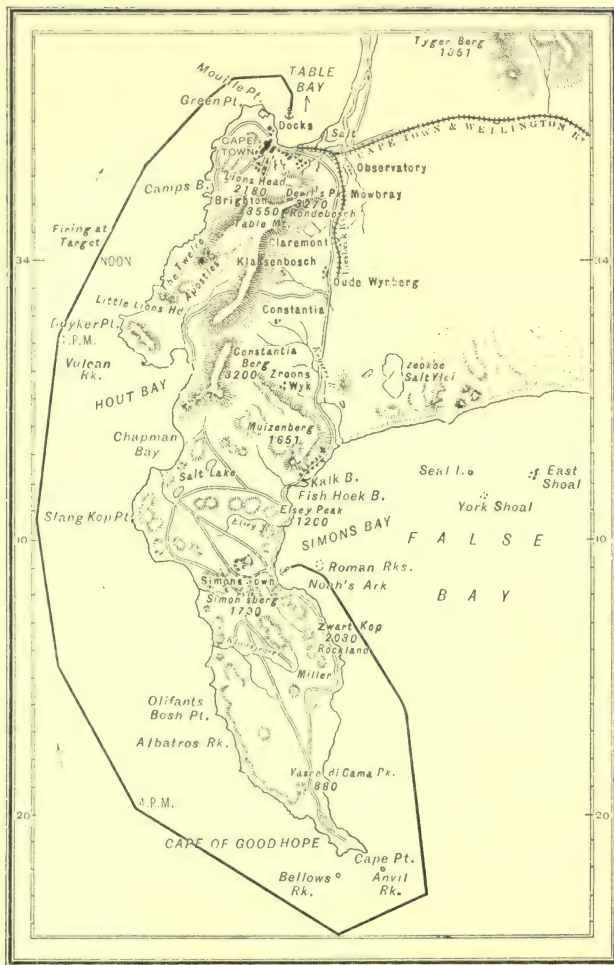 Tyger Berg
1351
TABLE
BAY
Mouille Pt.
Green Pt.
Docks
Salt
CAPE TOWN & WELLINGTON RY
CAPE
TOWN
Observatory
Lions Head
2180
Devil's Pk.
3270
Mowbray
Camps B.
Brighton
3550
Rondebosch
Table Mt.
Liesbeck R.
Firing at
Target
NOON
Claremont
34
34
The Twelve
Apostles
Klassenbosch
Oude Wynberg
Little Lions Hd.
Constantia
Duyker Pt.
P.M.
Vulcan
Rk.
HOUT BAY
Constantia
Berg
3200
Zroons
Wyk
Keyser
Zeekoe
Salt Vlei
Muizenberg
1651
Chapman
Bay
Salt Lake
Kalk B.
Fish Hoek B.
Seal I.
East
Shoal
York Shoal
Slang Kop Pt.
Elsey Peak
1200
Elsey
SIMONS BAY
FALSE
BAY
10
10
Roman Rks.
Noah's Ark
Simons Town
Simonsberg
1700
Zwart Kop
2030
Rockland
Miller
Olifants
Bosh Pt.
Albatros Rk.
Vasco di Gama Pk.
880
4 P.M.
20
20
CAPE OF GOOD HOPE
Cape Pt.
Bellows
Rk.
Anvil
Rk.